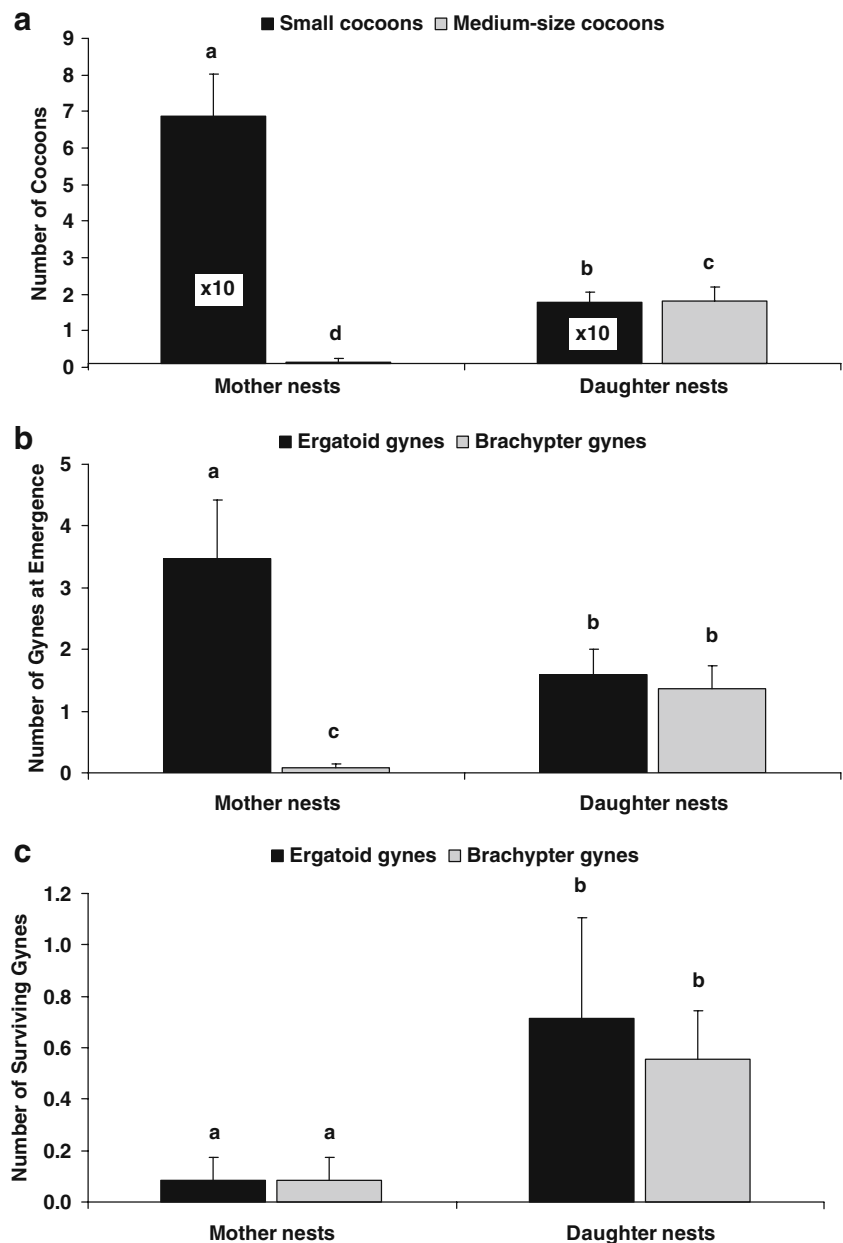 a
■ Small cocoons □ Medium-size cocoons
9
8
7
6
5
4
3
2
1
0
Number of Cocoons
a
x10
d
b
x10
c
Mother nests Daughter nests
b
■ Ergatoid gynes □ Brachypter gynes
5
4
3
2
1
0
Number of Gynes at Emergence
a
c
b
b
Mother nests Daughter nests
c
■ Ergatoid gynes □ Brachypter gynes
1.2
1.0
0.8
0.6
0.4
0.2
0.0
Number of Surviving Gynes
a
a
b
b
Mother nests Daughter nests